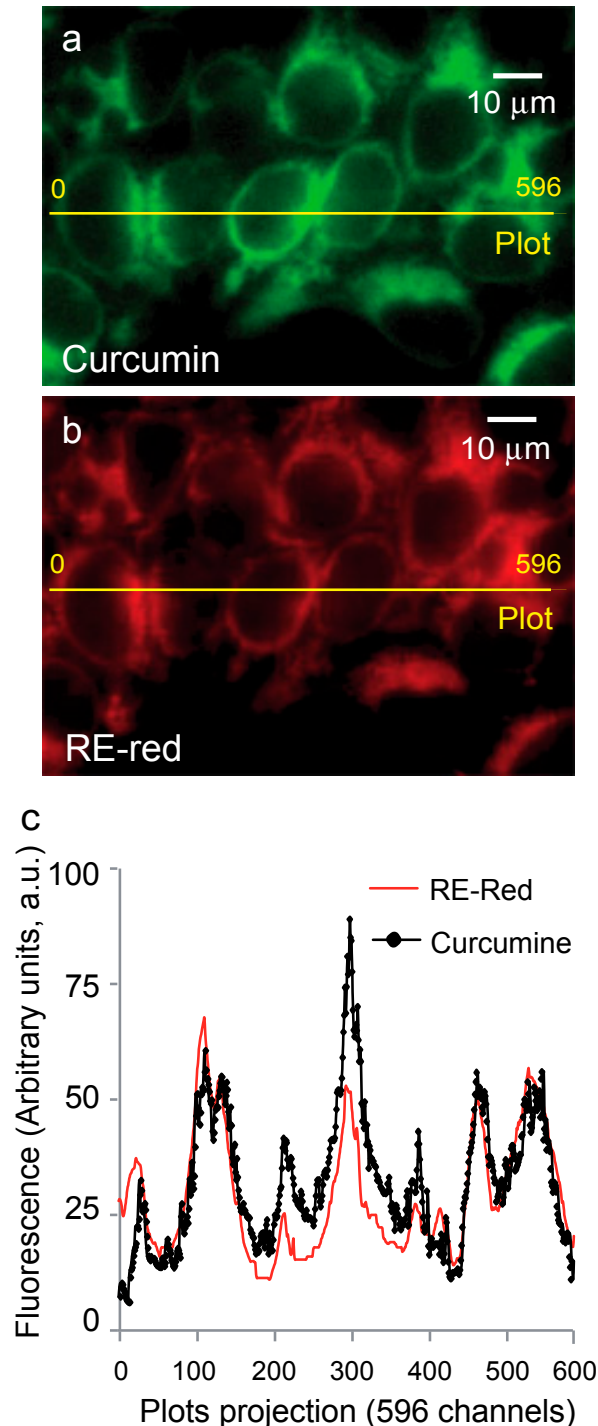 a
10 μm
0
596
Plot
Curcumin
b
10 μm
0
596
Plot
RE-red
c
Fluorescence (Arbitrary units, a.u.)
100
75
50
25
0
RE-Red
Curcumine
0 100 200 300 400 500 600
Plots projection (596 channels)